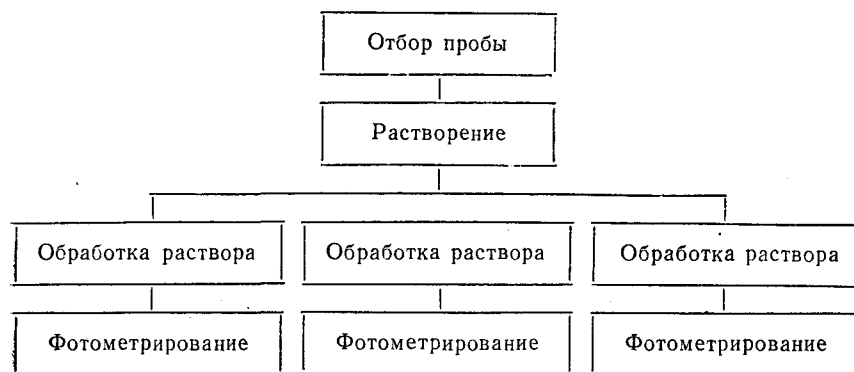 Отбор пробы
Растворение
Обработка раствора
Обработка раствора
Обработка раствора
Фотометрирование
Фотометрирование
Фотометрирование